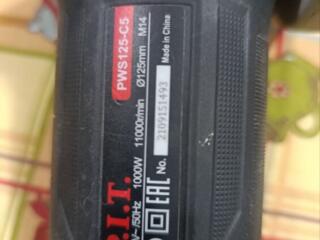 PWS125-C5
11000r/min Ø125mm M14
V~/50Hz 1000W
P.I.T.
EAC No. 2109151493
Made in China